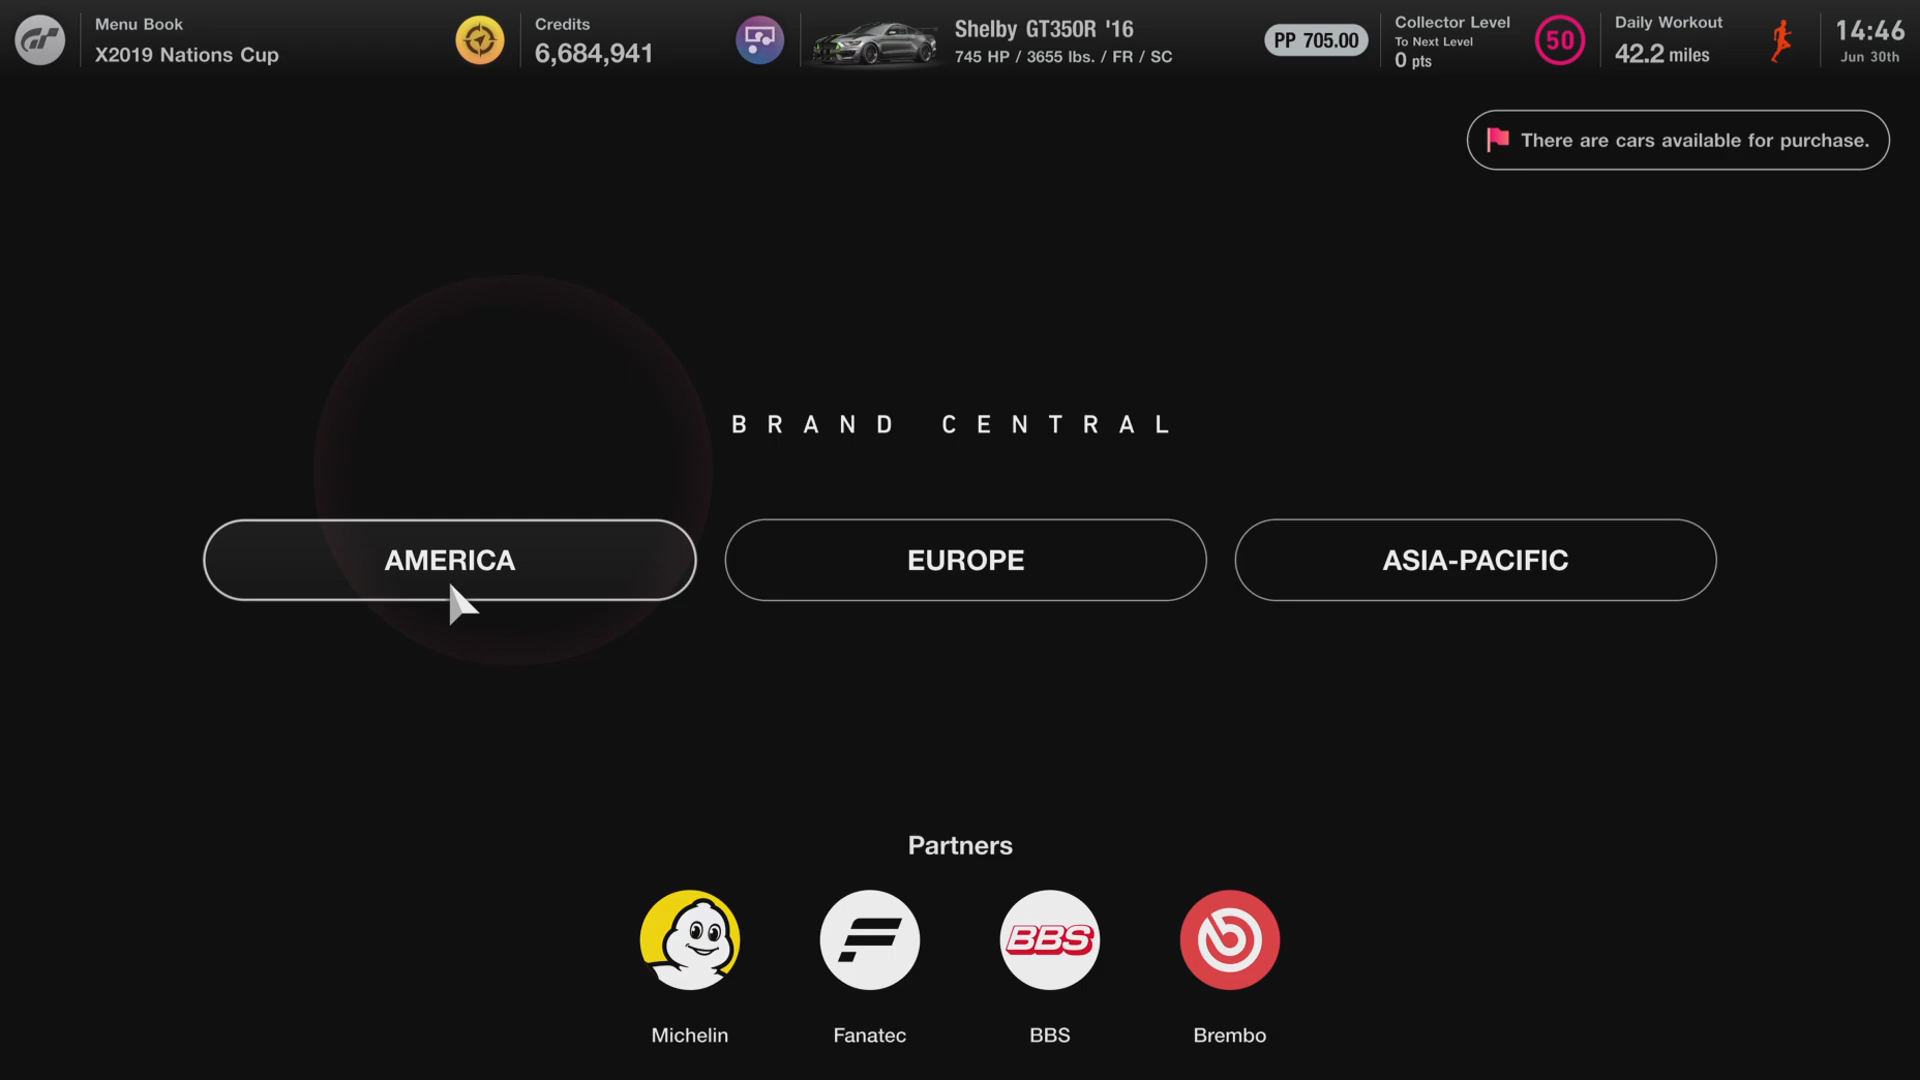 Menu Book
X2019 Nations Cup
Credits
6,684,941
Shelby GT350R '16
745 HP / 3655 lbs. / FR / SC
PP 705.00
Collector Level
To Next Level
0 pts
50
Daily Workout
42.2 miles
14:46
Jun 30th
There are cars available for purchase.
BRAND CENTRAL
AMERICA
EUROPE
ASIA-PACIFIC
Partners
BBS
Michelin
Fanatec
BBS
Brembo